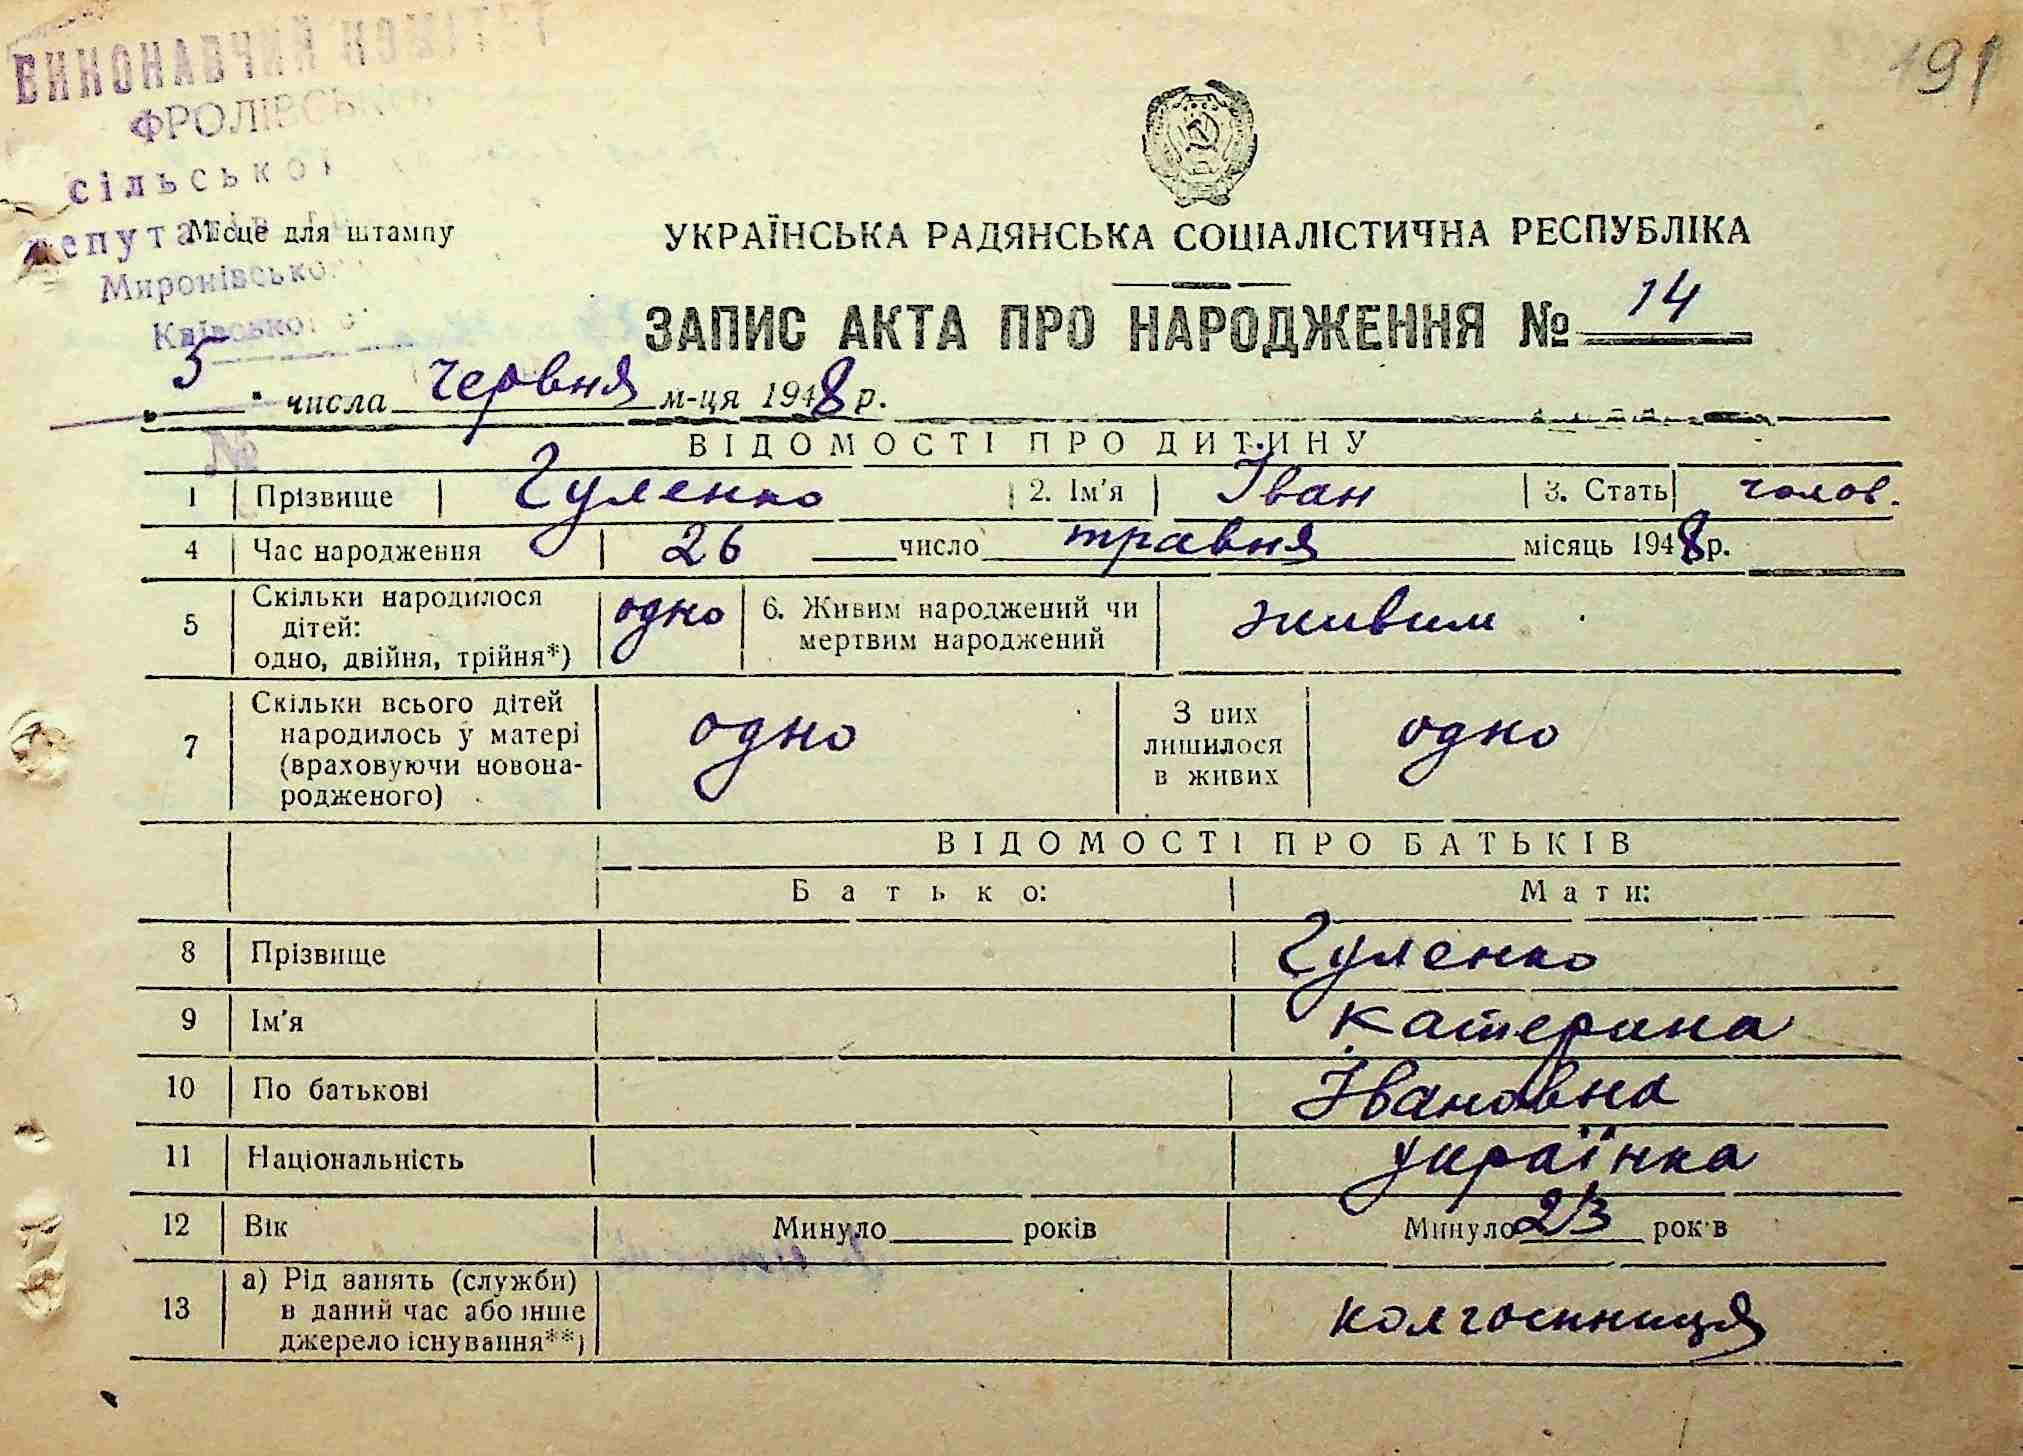 191
ВИКОНАВЧИЙ КОМІТЕТ
ФРОЛІВСЬКОЇ
сільської
депутатів
Місце для штампу
Миронівського
Київської
УКРАЇНСЬКА РАДЯНСЬКА СОЦІАЛІСТИЧНА РЕСПУБЛІКА
ЗАПИС АКТА ПРО НАРОДЖЕННЯ № 14
„ 5 " числа червня м-ця 1948 р.
№
ВІДОМОСТІ ПРО ДИТИНУ
1 Прізвище Гуленко 2. Ім'я Іван 3. Стать чолов.
4 Час народження 26 число травня місяць 1948 р.
5 Скільки народилося дітей: одно, двійня, трійня*) одно 6. Живим народжений чи мертвим народжений живим
7 Скільки всього дітей народилось у матері (враховуючи новонародженого) одно З них лишилося в живих одно
ВІДОМОСТІ ПРО БАТЬКІВ
Батько: Мати:
8 Прізвище Гуленко
9 Ім'я Катерина
10 По батькові Івановна
11 Національність українка
12 Вік Минуло років Минуло 23 років
13 а) Рід занять (служби) в даний час або інше джерело існування**) колгоспниця